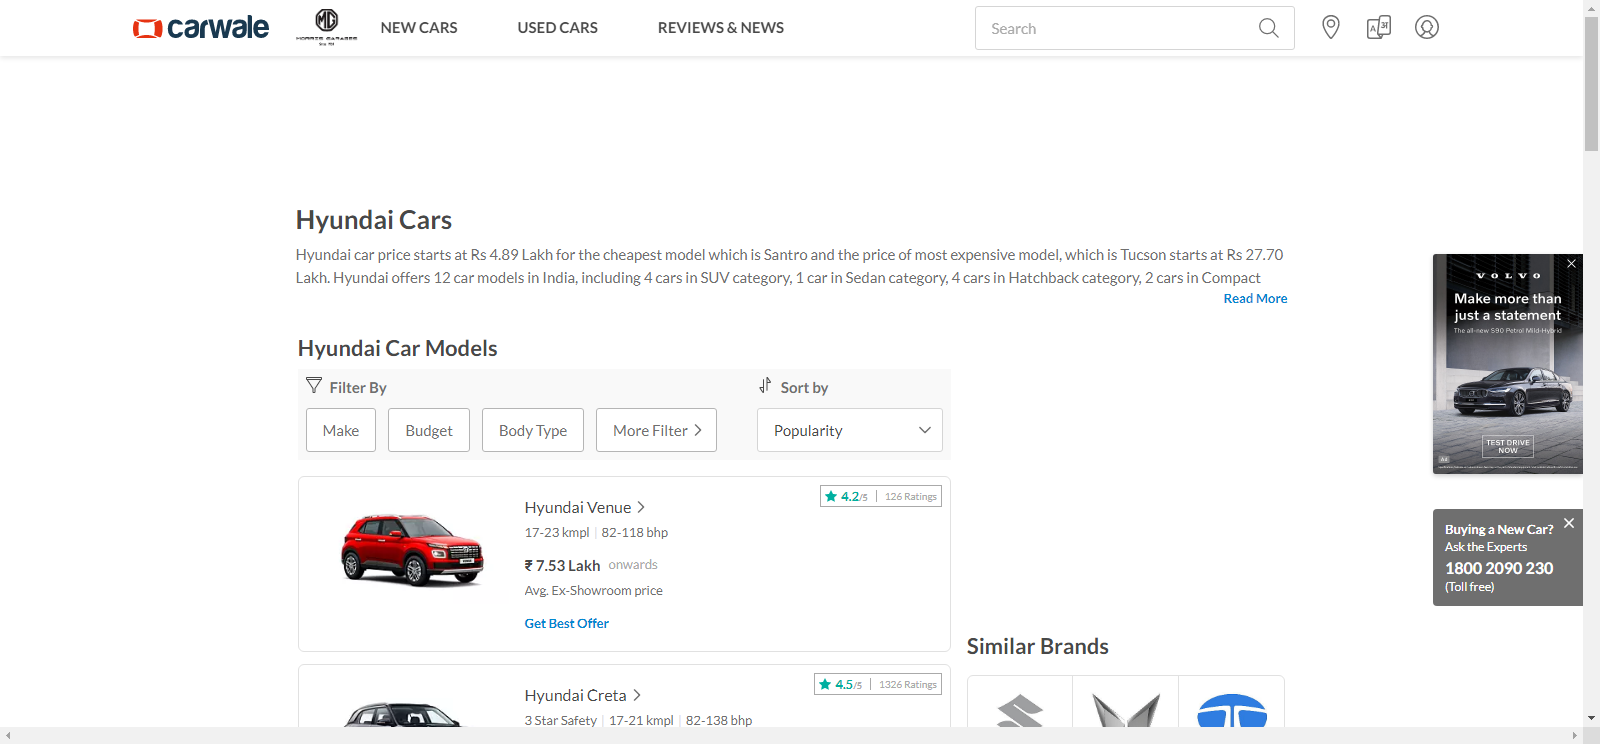 carwale
MG
MORRIS GARAGES
Since 1924
NEW CARS
USED CARS
REVIEWS & NEWS
Search
Hyundai Cars
Hyundai car price starts at Rs 4.89 Lakh for the cheapest model which is Santro and the price of most expensive model, which is Tucson starts at Rs 27.70
Lakh. Hyundai offers 12 car models in India, including 4 cars in SUV category, 1 car in Sedan category, 4 cars in Hatchback category, 2 cars in Compact
Read More
Hyundai Car Models
Filter By
Sort by
Make
Budget
Body Type
More Filter
Popularity
Hyundai Venue
4.2/5 | 126 Ratings
17-23 kmpl | 82-118 bhp
₹ 7.53 Lakh onwards
Avg. Ex-Showroom price
Get Best Offer
Hyundai Creta
4.5/5 | 1326 Ratings
3 Star Safety | 17-21 kmpl | 82-138 bhp
Similar Brands
VOLVO
Make more than
just a statement
The all-new S90 Petrol Mild-Hybrid
TEST DRIVE
NOW
Ad
Buying a New Car?
Ask the Experts
1800 2090 230
(Toll free)